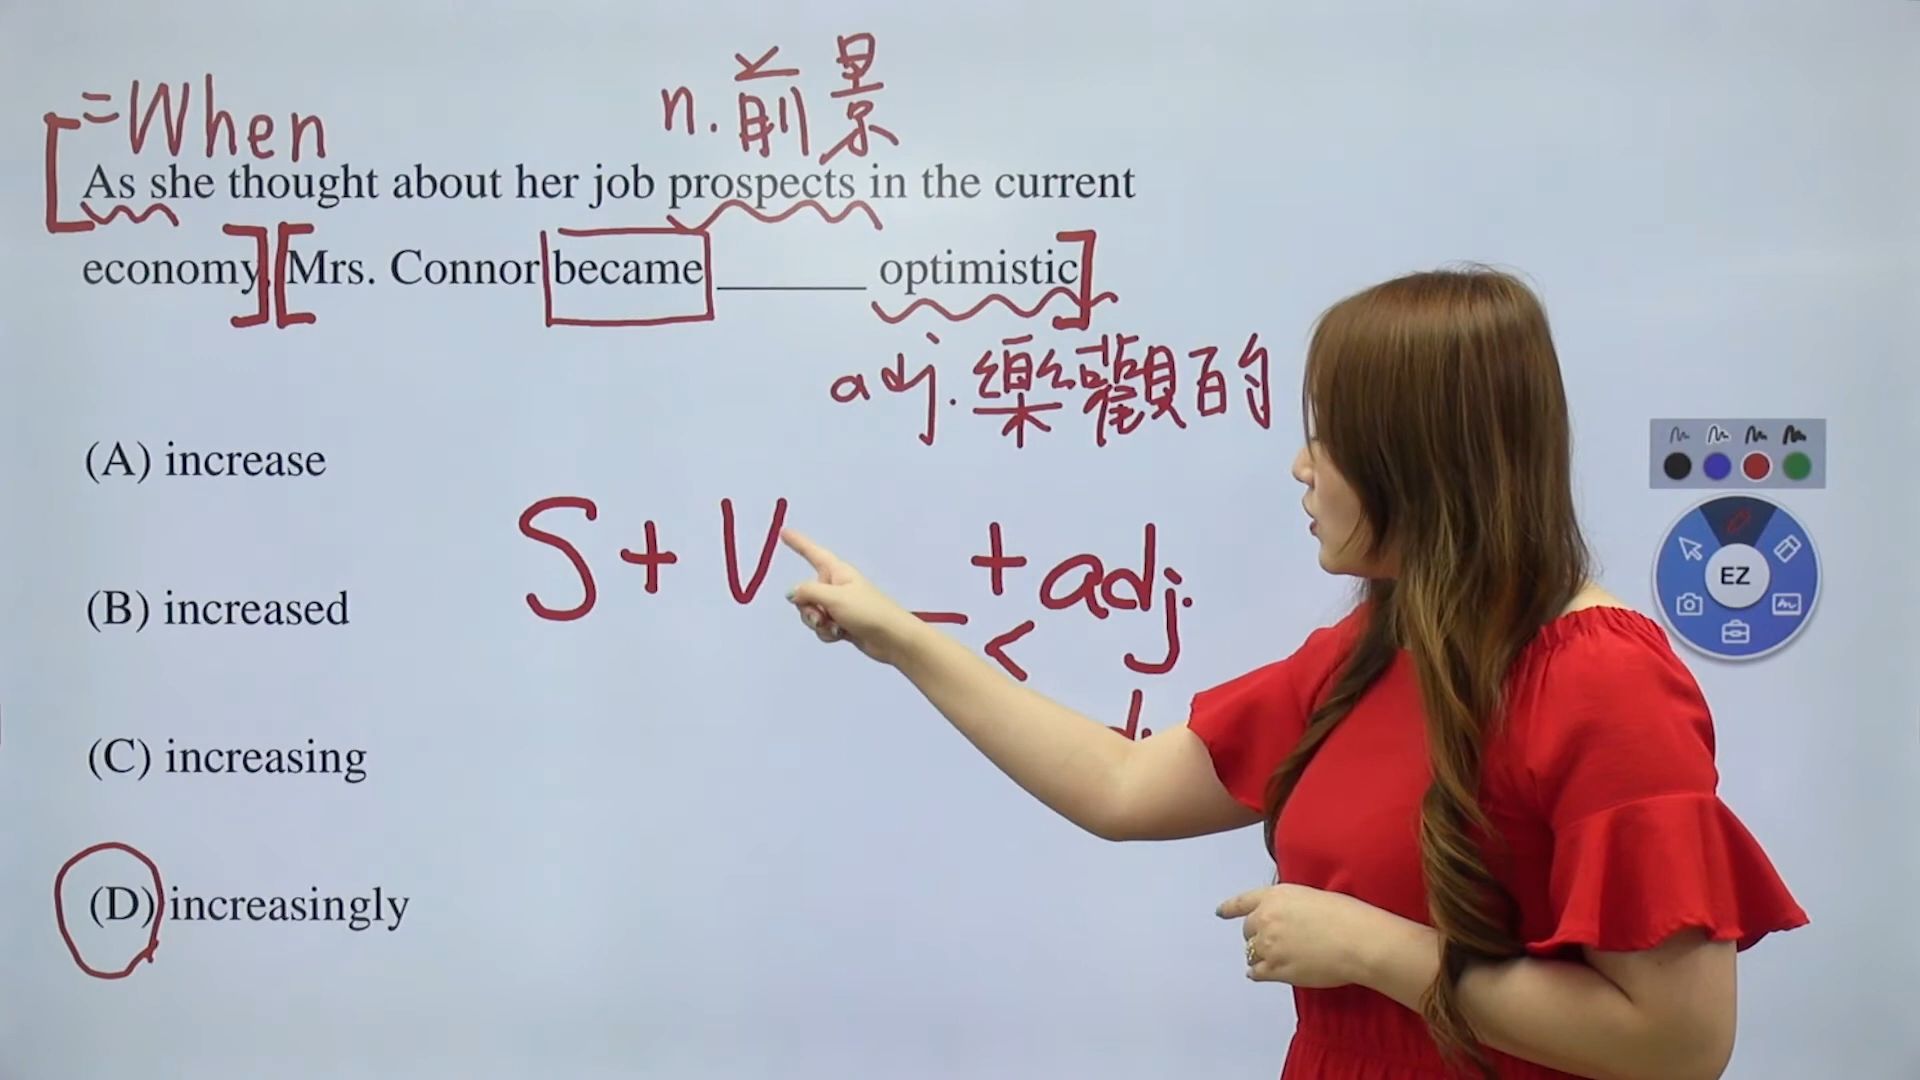 =When
n. 前景
As she thought about her job prospects in the current
economy, Mrs. Connor became ______ optimistic
adj. 樂觀的
(A) increase
S + V __ + adj.
(B) increased
<
(C) increasing
(D) increasingly
EZ